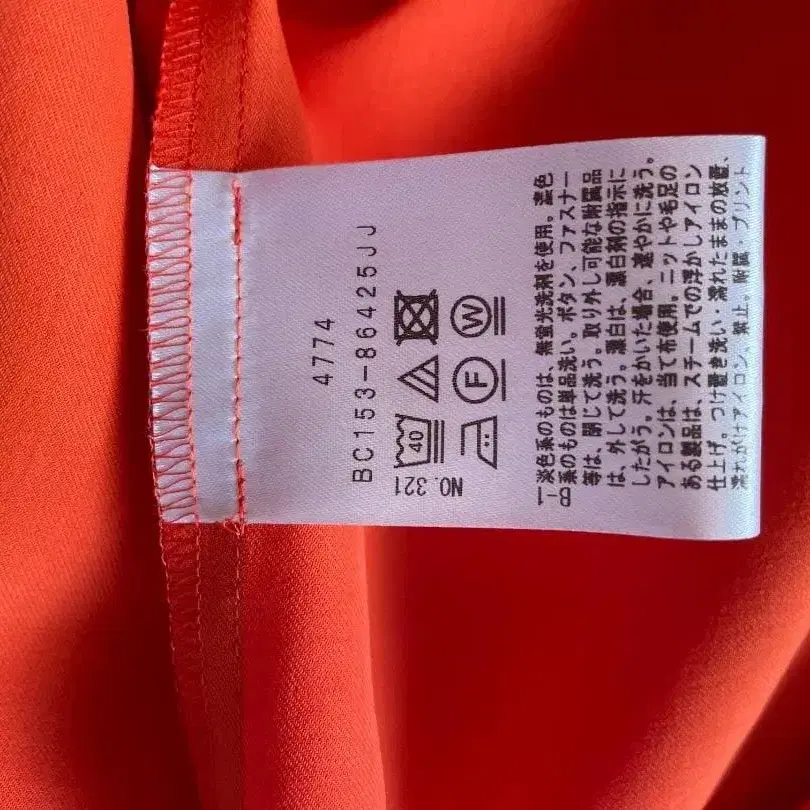 4774
BC153-86425JJ
40
F
W
NO.321
B-1
淡色系のものは、無蛍光洗剤を使用。濃色
系のものは単品洗い。ボタン、ファスナー
等は、閉じて洗う。取り外し可能な附属品
は、外して洗う。漂白は、漂白剤の指示に
したがう。汗をかいた場合、速やかに洗う。
アイロンは、当て布使用。ニットや毛足の
ある製品は、スチームでの浮かしアイロン
仕上げ。つけ置き洗い・濡れたままの放置、
濡れがけアイロン、禁止。附属・プリント